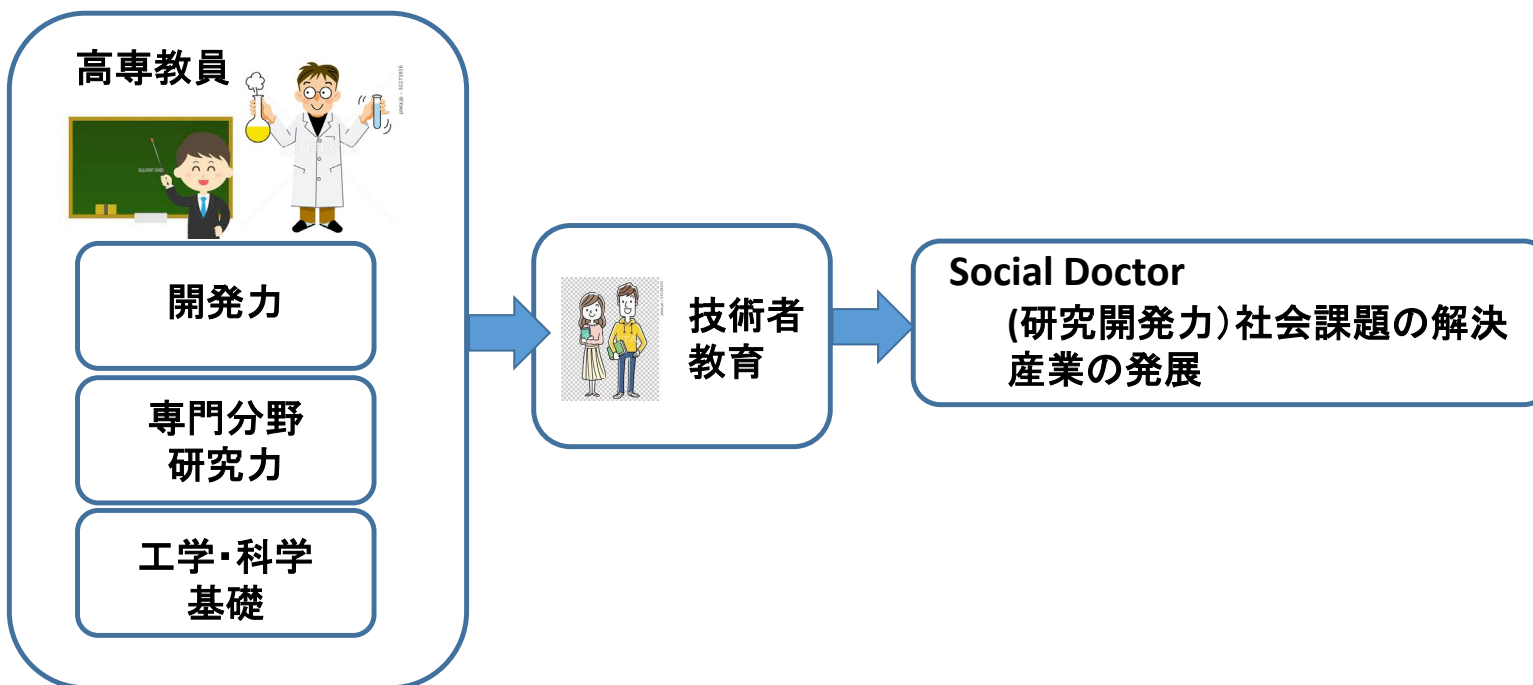 高専教員
開発力
専門分野
研究力
工学・科学
基礎
技術者
教育
Social Doctor
(研究開発力）社会課題の解決
産業の発展